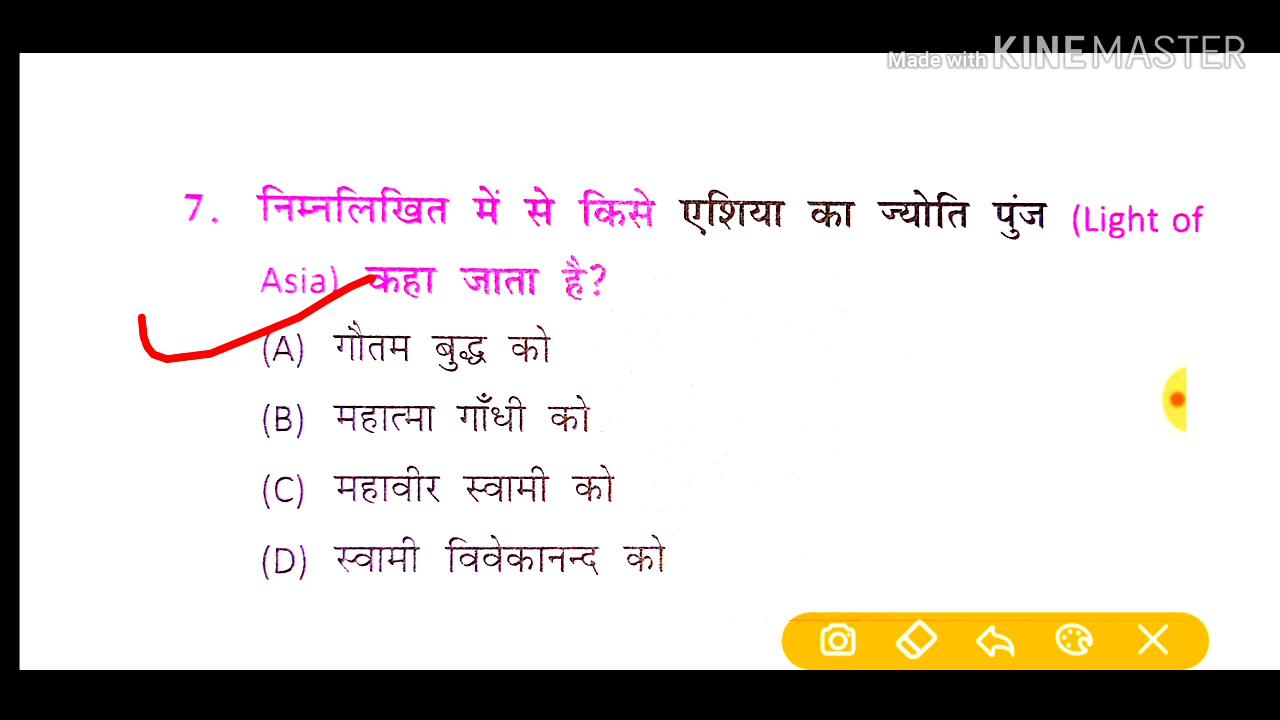 Made with KINEMASTER
7. निम्नलिखित में से किसे एशिया का ज्योति पुंज (Light of
Asia) कहा जाता है?
(A) गौतम बुद्ध को
(B) महात्मा गाँधी को
(C) महावीर स्वामी को
(D) स्वामी विवेकानन्द को